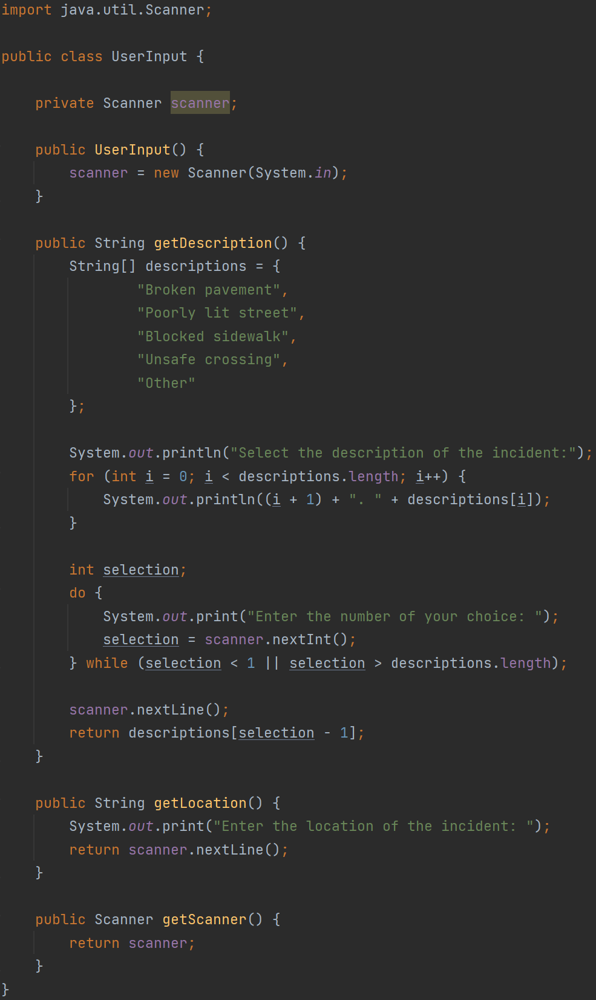 import java.util.Scanner;
public class UserInput {
    private Scanner scanner;
    public UserInput() {
        scanner = new Scanner(System.in);
    }
    public String getDescription() {
        String[] descriptions = {
                "Broken pavement",
                "Poorly lit street",
                "Blocked sidewalk",
                "Unsafe crossing",
                "Other"
        };
        System.out.println("Select the description of the incident:");
        for (int i = 0; i < descriptions.length; i++) {
            System.out.println((i + 1) + ". " + descriptions[i]);
        }
        int selection;
        do {
            System.out.print("Enter the number of your choice: ");
            selection = scanner.nextInt();
        } while (selection < 1 || selection > descriptions.length);
        scanner.nextLine();
        return descriptions[selection - 1];
    }
    public String getLocation() {
        System.out.print("Enter the location of the incident: ");
        return scanner.nextLine();
    }
    public Scanner getScanner() {
        return scanner;
    }
}